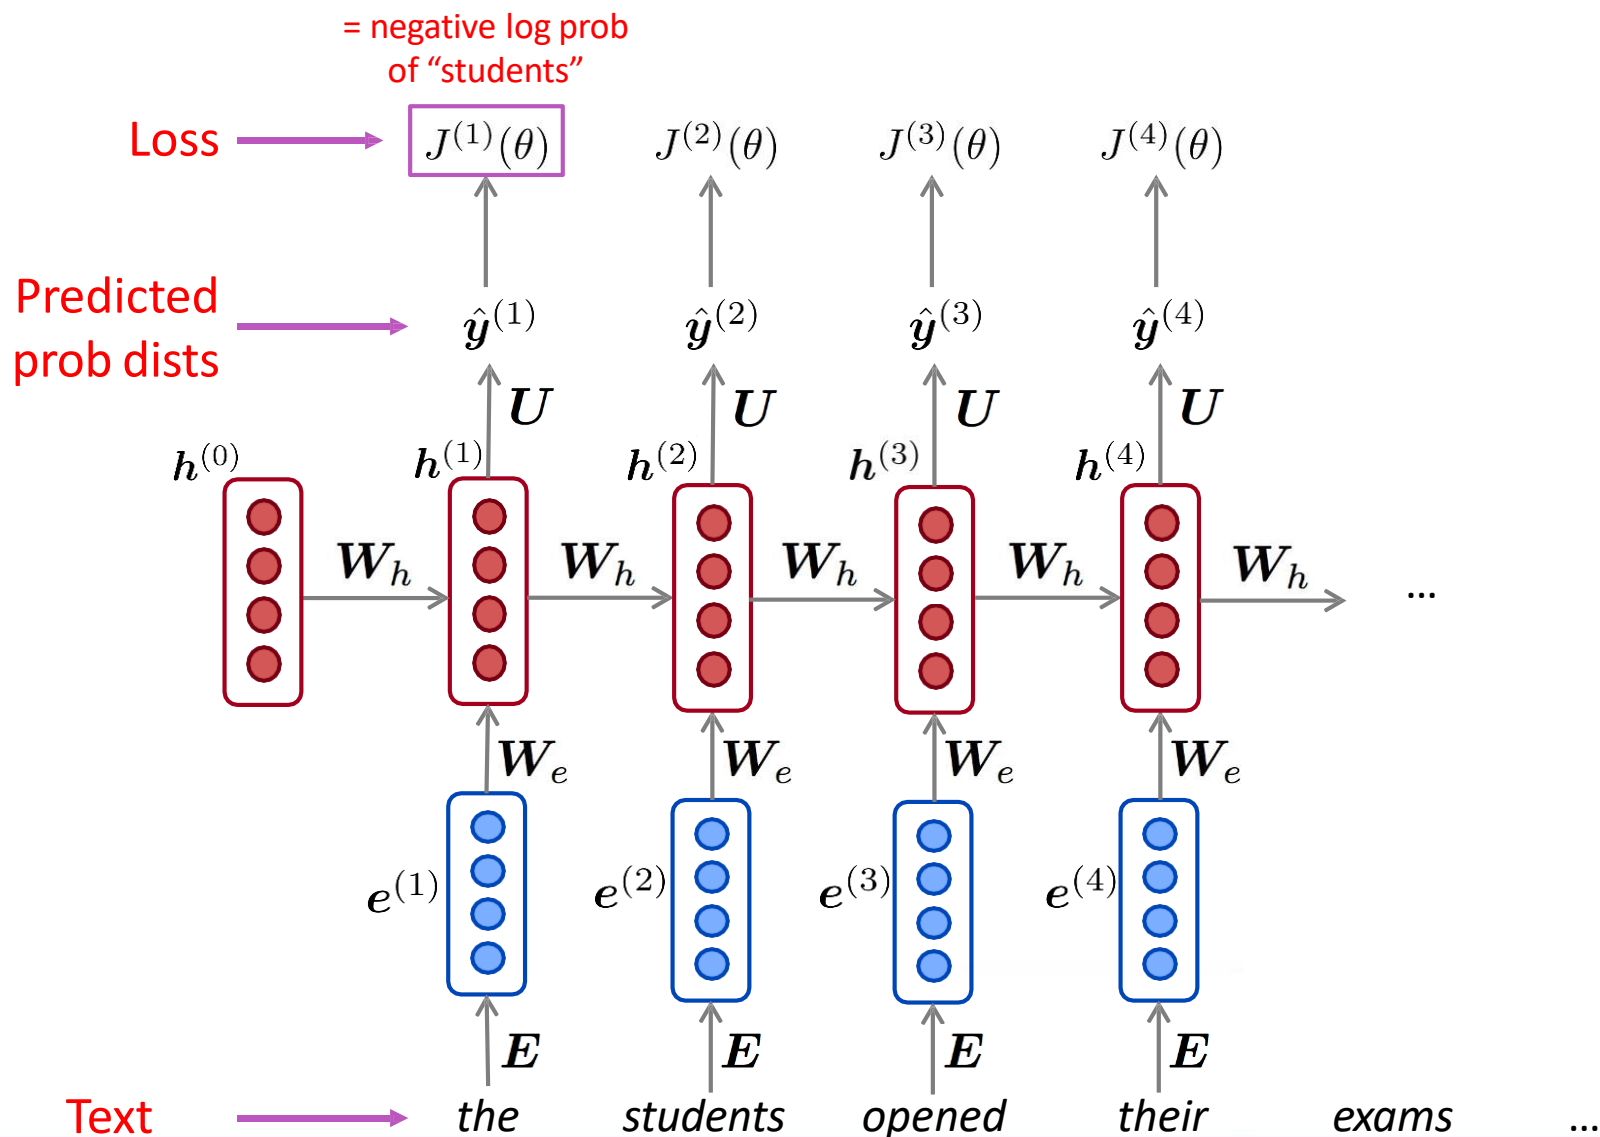 = negative log prob
of “students”
Loss J⁽¹⁾(θ) J⁽²⁾(θ) J⁽³⁾(θ) J⁽⁴⁾(θ)
Predicted
prob dists
ŷ⁽¹⁾ ŷ⁽²⁾ ŷ⁽³⁾ ŷ⁽⁴⁾
U U U U
h⁽⁰⁾ h⁽¹⁾ h⁽²⁾ h⁽³⁾ h⁽⁴⁾
Wₕ Wₕ Wₕ Wₕ Wₕ ...
Wₑ Wₑ Wₑ Wₑ
e⁽¹⁾ e⁽²⁾ e⁽³⁾ e⁽⁴⁾
E E E E
Text the students opened their exams ...